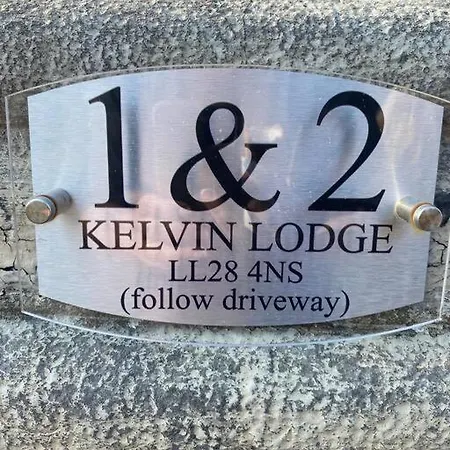 1 & 2
KELVIN LODGE
LL28 4NS
(follow driveway)